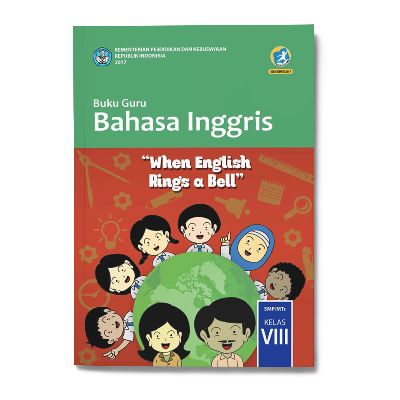 KEMENTERIAN PENDIDIKAN DAN KEBUDAYAAN
REPUBLIK INDONESIA
2017
Buku Guru
Bahasa Inggris
“When English
Rings a Bell”
SMP/MTs
KELAS
VIII